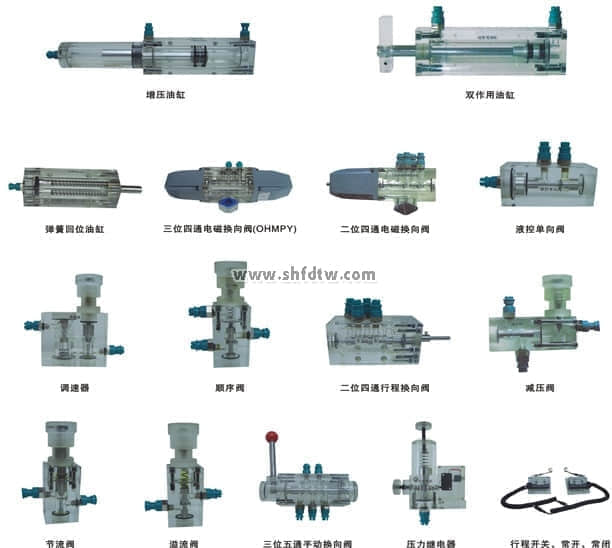 增压油缸
双作用油缸
弹簧回位油缸
三位四通电磁换向阀(OHMPY)
二位四通电磁换向阀
液控单向阀
www.shfdtw.com
调速器
顺序阀
二位四通行程换向阀
减压阀
节流阀
溢流阀
三位五通手动换向阀
压力继电器
行程开关、常开、常闭